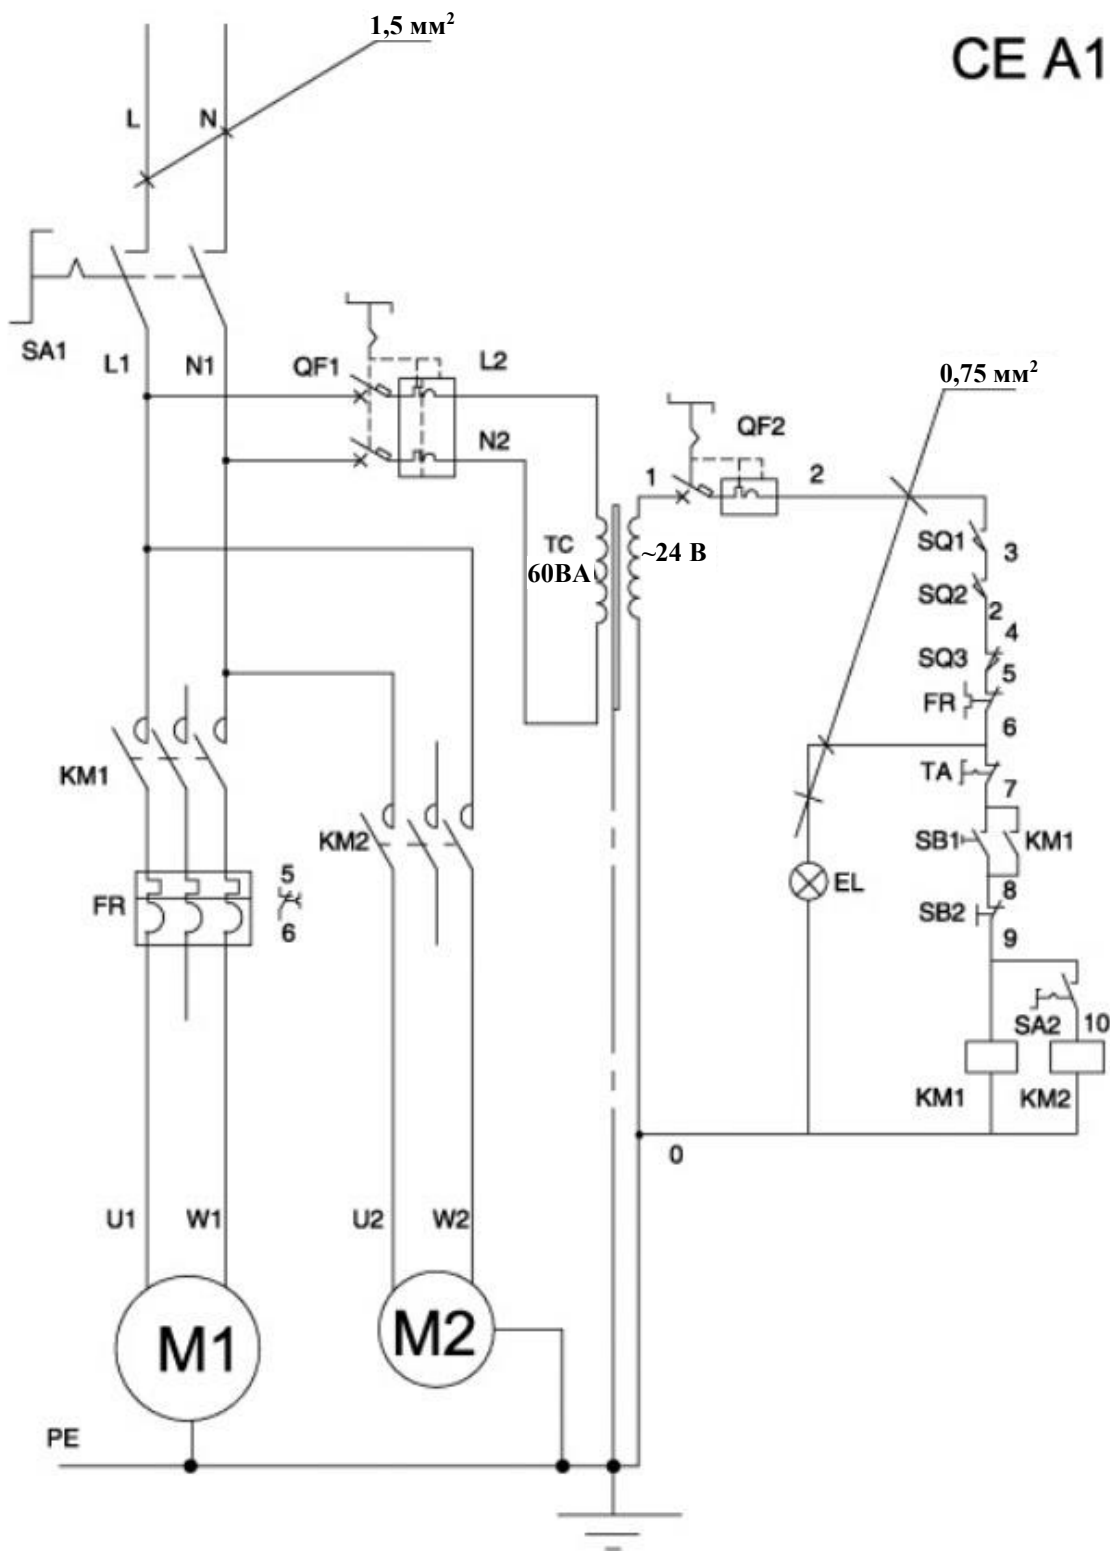 1,5 мм²
CE A1
L
N
SA1
L1
N1
QF1
L2
N2
0,75 мм²
QF2
1
2
TC
60ВА
~24 В
SQ1
3
SQ2
2
4
SQ3
5
FR
6
KM1
TA
7
KM2
SB1
KM1
EL
FR
5
6
8
SB2
9
SA2
10
KM1
KM2
0
U1
W1
U2
W2
M1
M2
PE